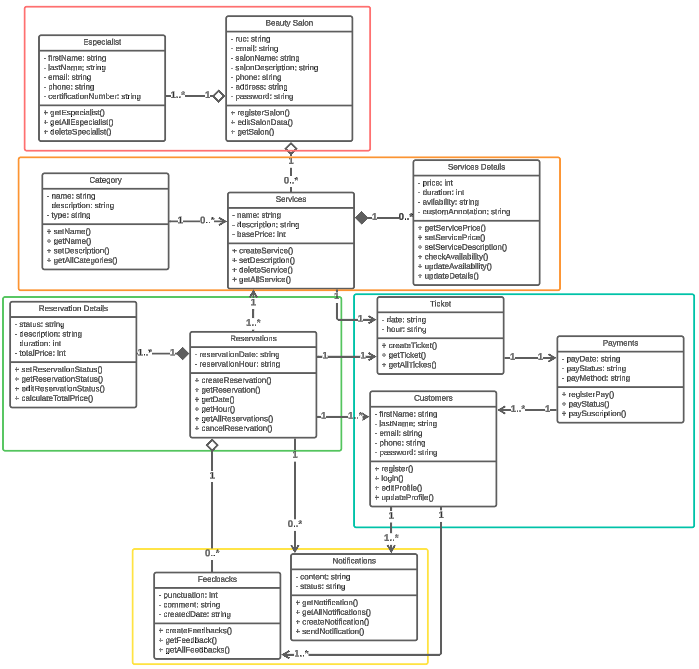 Especialist
- firstName: string
- lastName: string
- email: string
- phone: string
- certificationNumber: string
+ getEspecialist()
+ getAllEspecialist()
+ deleteSpecialist()
1..*
1
Beauty Salon
- ruc: string
- email: string
- salonName: string
- salonDescription: string
- phone: string
- address: string
- password: string
+ registerSalon()
+ editSalonData()
+ getSalon()
1
0..*
Category
- name: string
description: string
- type: string
+ setName()
+ getName()
+ setDescription()
+ getAllCategories()
1
0..*
Services
- name: string
- description: string
- basePrice: int
+ createService()
+ setDescription()
+ deleteService()
+ getAllService()
1
0..*
Services Details
- price: int
- duration: int
- avilability: string
- customAnnotation: string
+ getServicePrice()
+ setServicePrice()
+ setServiceDescription()
+ checkAvailability()
+ updateAvailability()
+ updateDetails()
1
1..*
1
1
Reservation Details
- status: string
- description: string
duration: int
- totalPrice: int
+ setReservationStatus()
+ getReservationStatus()
+ editReservationStatus()
+ calculateTotalPrice()
1..*
1
Reservations
- reservationDate: string
- reservationHour: string
+ createReservation()
+ getReservation()
+ getDate()
+ getHour()
+ getAllReservations()
+ cancelReservation()
1
1
1
1..*
Ticket
- date: string
- hour: string
+ createTicket()
+ getTicket()
+ getAllTickets()
1
1
Payments
- payDate: string
- payStatus: string
- payMethod: string
+ registerPay()
+ payStatus()
+ paySuscription()
1..*
1
Customers
- firstName: string
- lastName: string
- email: string
- phone: string
- password: string
+ register()
+ login()
+ editProfile()
+ updateProfile()
1
0..*
1
0..*
1
1..*
1
1..*
Feedbacks
- punctuation: int
- comment: string
- createdDate: string
+ createFeedbacks()
+ getFeedback()
+ getAllFeedbacks()
Notifications
- content: string
- status: string
+ getNotification()
+ getAllNotifications()
+ createNotification()
+ sendNotification()